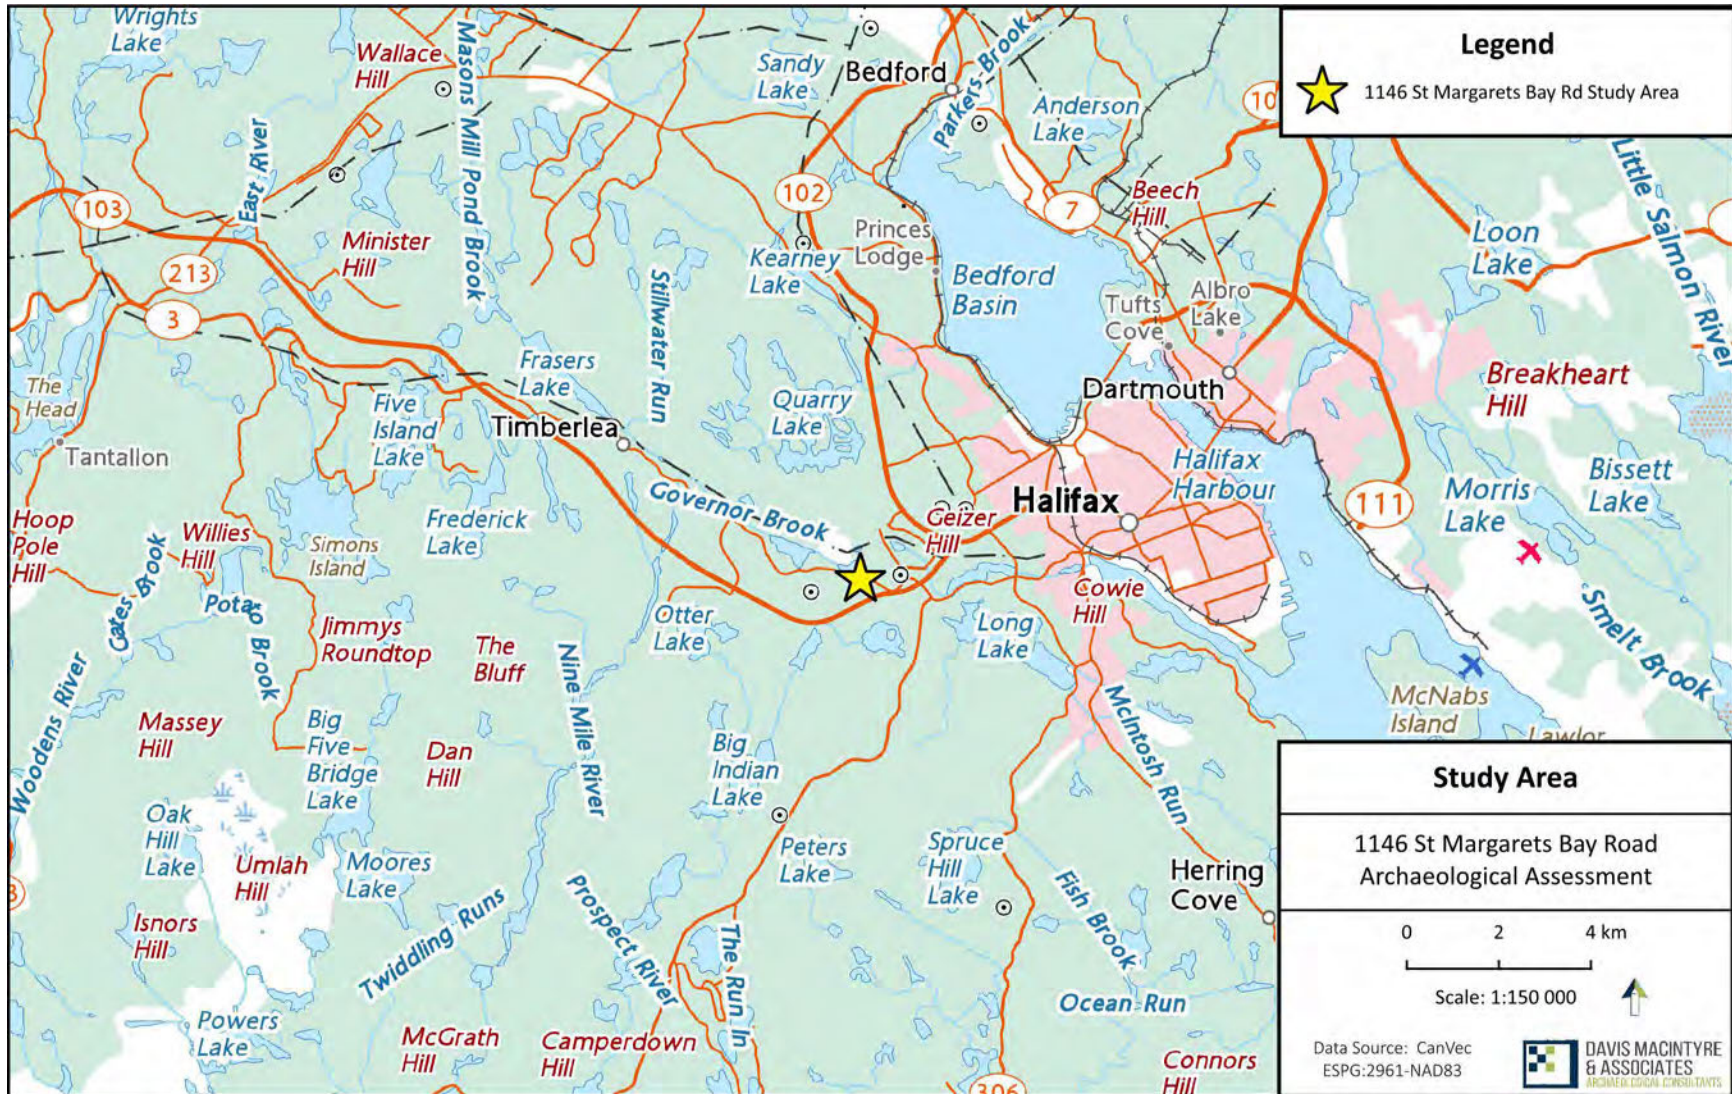 Wrights
Lake
Wallace
Hill
Masons Mill Pond Brook
Sandy
Lake
Bedford
Parkers Brook
Anderson
Lake
10
Legend
1146 St Margarets Bay Rd Study Area
Little Salmon River
103
East River
213
3
Minister
Hill
Stillwater Run
102
Princes
Lodge
Kearney
Lake
Bedford
Basin
7
Beech
Hill
Tufts
Cove
Albro
Lake
Loon
Lake
The
Head
Tantallon
Five
Island
Lake
Frasers
Lake
Timberlea
Quarry
Lake
Dartmouth
Breakheart
Hill
Halifax
Harbour
Halifax
111
Morris
Lake
Bissett
Lake
Hoop
Pole
Hill
Gates Brook
Willies
Hill
Simons
Island
Frederick
Lake
Governor Brook
Geizer
Hill
Potax Brook
Jimmys
Roundtop
The
Bluff
Nine Mile River
Otter
Lake
Long
Lake
Cowie
Hill
Smelt Brook
McNabs
Island
Lawlor
Woodens River
Massey
Hill
Big
Five
Bridge
Lake
Dan
Hill
Big
Indian
Lake
McIntosh Run
Oak
Hill
Lake
Umlah
Hill
Moores
Lake
Peters
Lake
Spruce
Hill
Lake
Herring
Cove
Isnors
Hill
Twiddling Runs
Prospect River
The Run In
Fish Brook
Ocean Run
Powers
Lake
McGrath
Hill
Camperdown
Hill
306
Connors
Hill
Study Area
1146 St Margarets Bay Road
Archaeological Assessment
0 2 4 km
Scale: 1:150 000
Data Source: CanVec
ESPG:2961-NAD83
DAVIS MACINTYRE
& ASSOCIATES
ARCHAEOLOGICAL CONSULTANTS